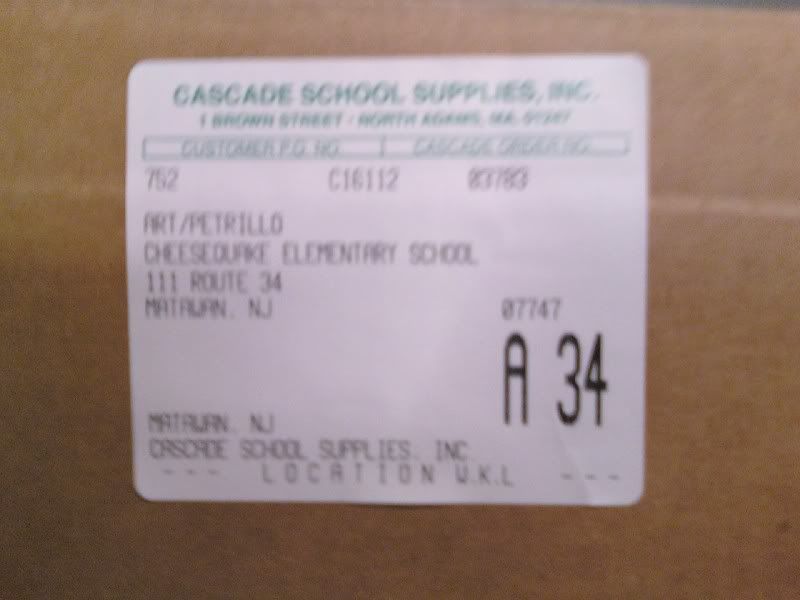 CASCADE SCHOOL SUPPLIES, INC.
1 BROWN STREET - NORTH ADAMS, MA. 01247
CUSTOMER P.O. NO. CASCADE ORDER NO.
752 C16112 03703
ART/PETRILLO
CHEESEQUAKE ELEMENTARY SCHOOL
111 ROUTE 34
MATAWAN. NJ 07747
A 34
MATAWAN. NJ
CASCADE SCHOOL SUPPLIES. INC.
--- LOCATION W.K.L ---